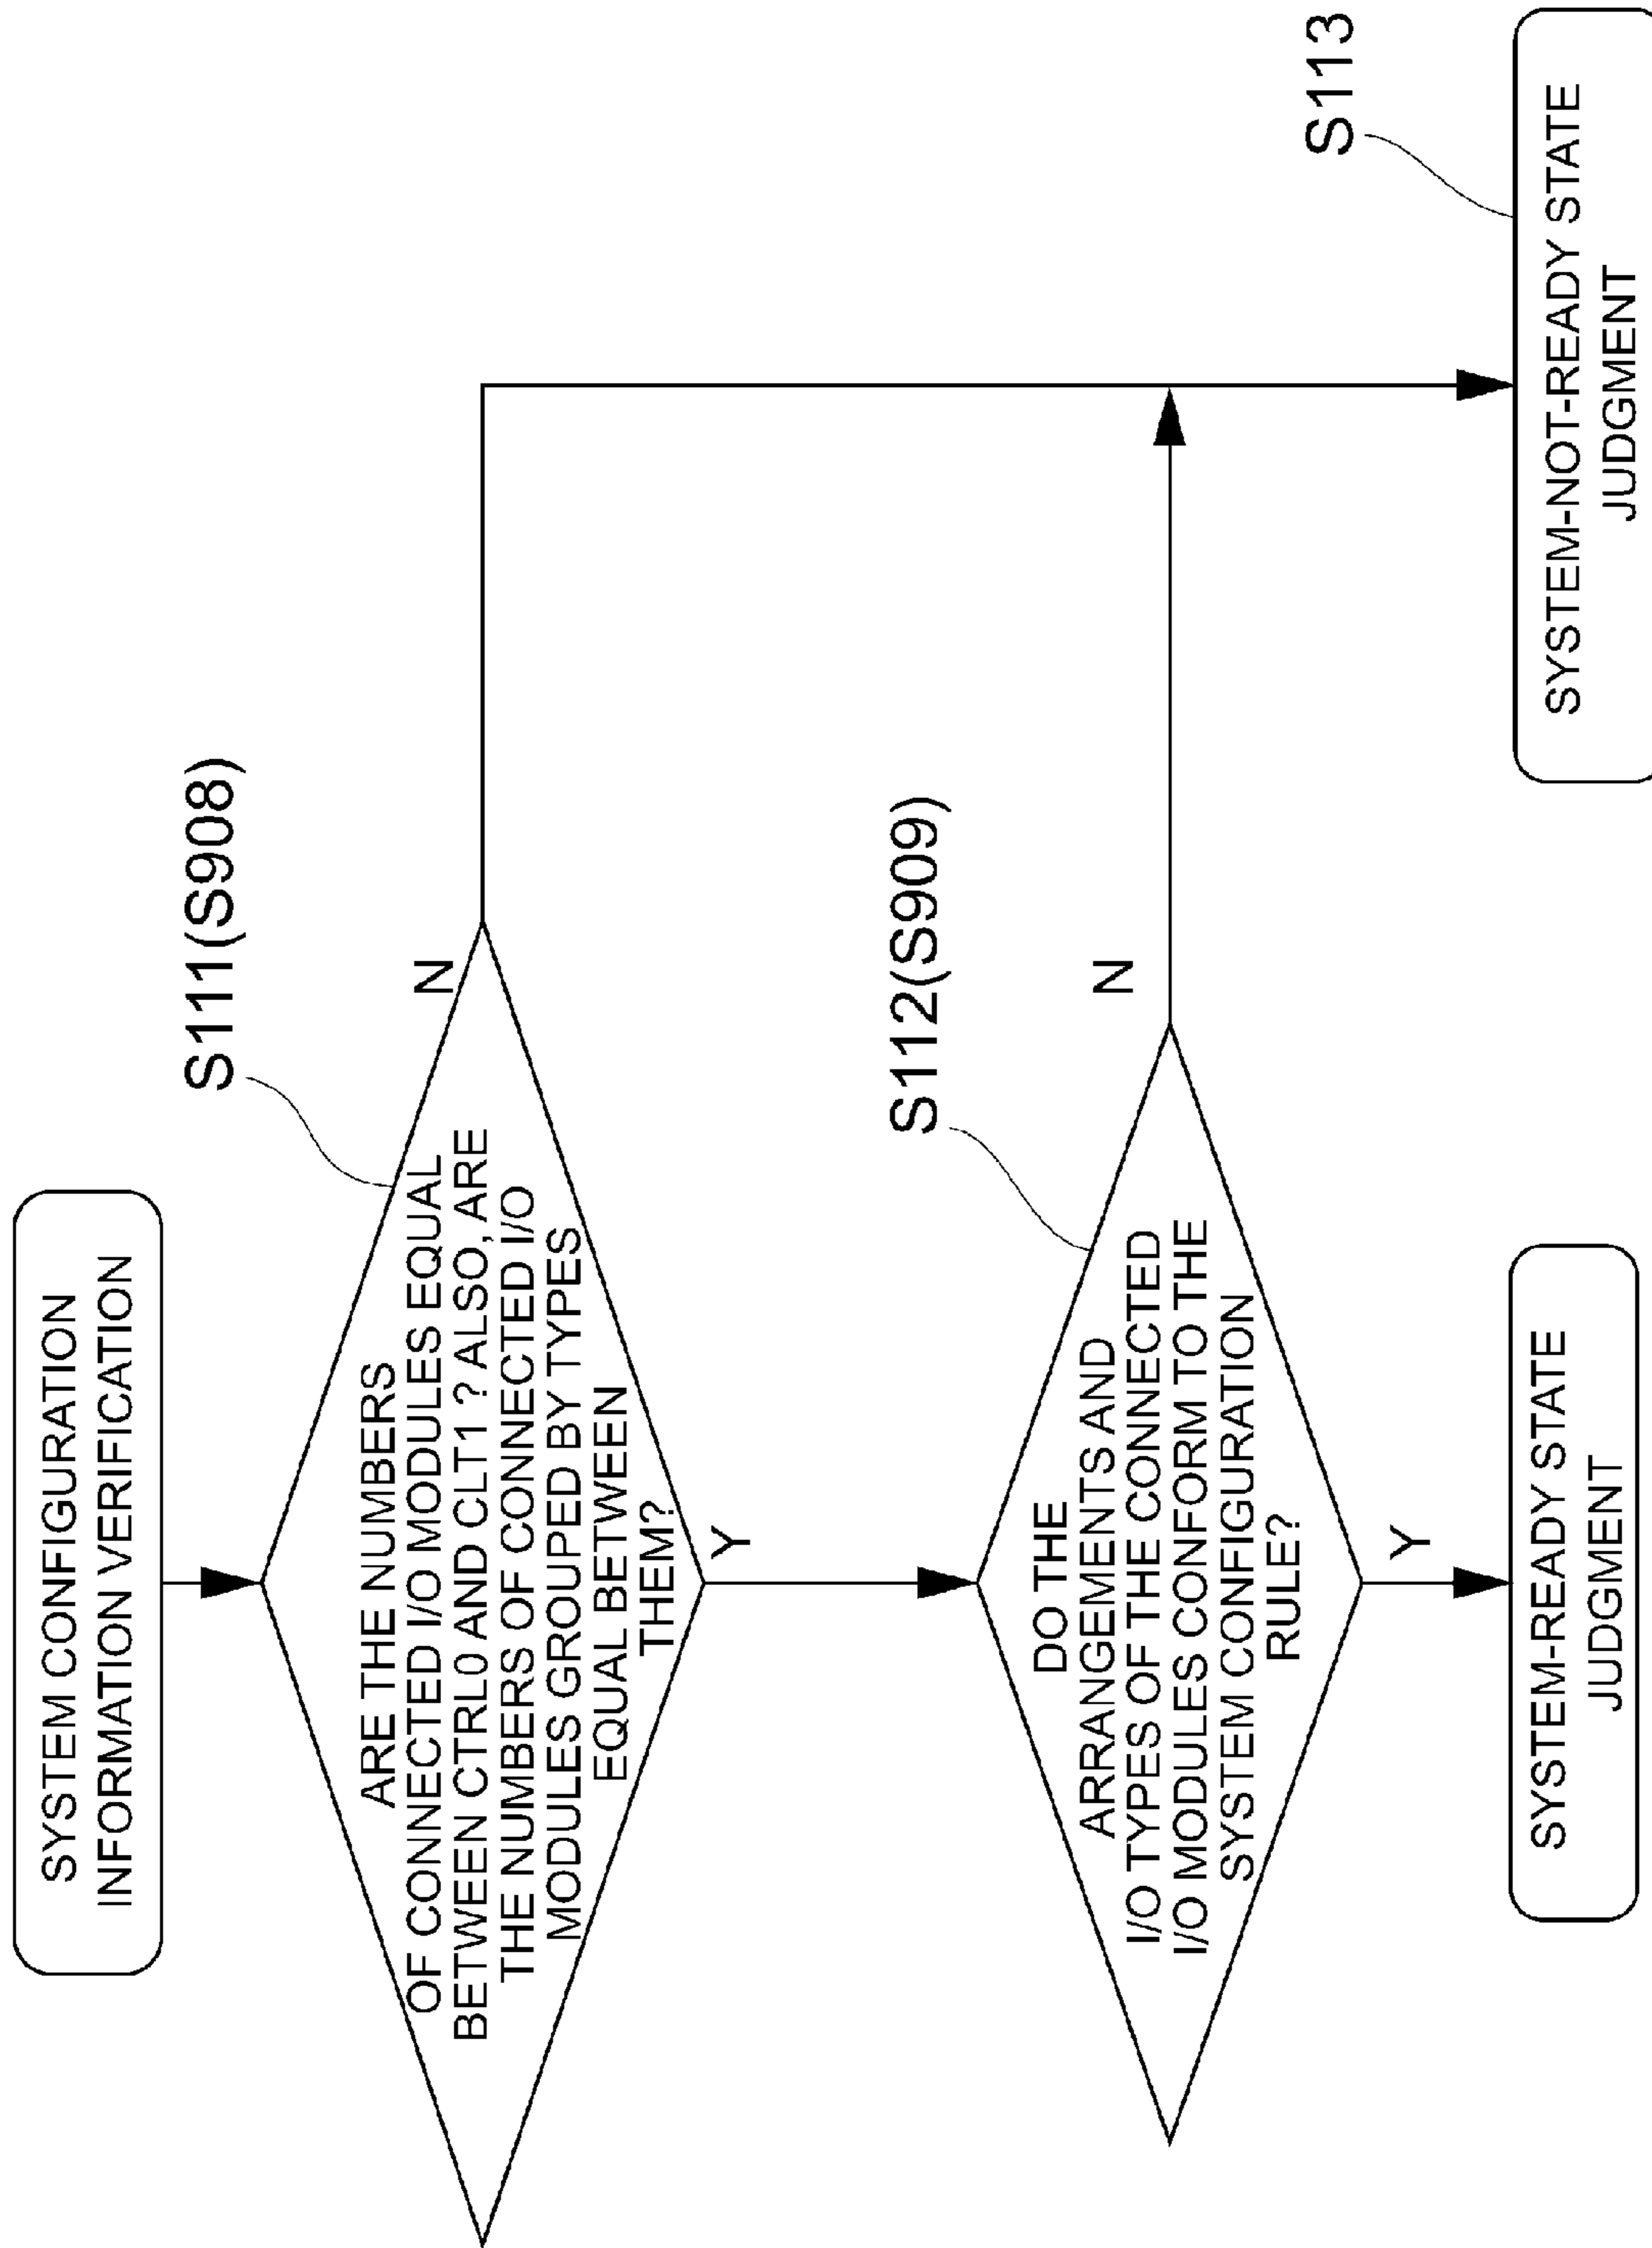 SYSTEM CONFIGURATION
INFORMATION VERIFICATION
S111(S908)
ARE THE NUMBERS
OF CONNECTED I/O MODULES EQUAL
BETWEEN CTRL0 AND CLT1 ? ALSO, ARE
THE NUMBERS OF CONNECTED I/O
MODULES GROUPED BY TYPES
EQUAL BETWEEN
THEM?
N
Y
S112(S909)
DO THE
ARRANGEMENTS AND
I/O TYPES OF THE CONNECTED
I/O MODULES CONFORM TO THE
SYSTEM CONFIGURATION
RULE?
N
Y
S113
SYSTEM-READY STATE
JUDGMENT
SYSTEM-NOT-READY STATE
JUDGMENT